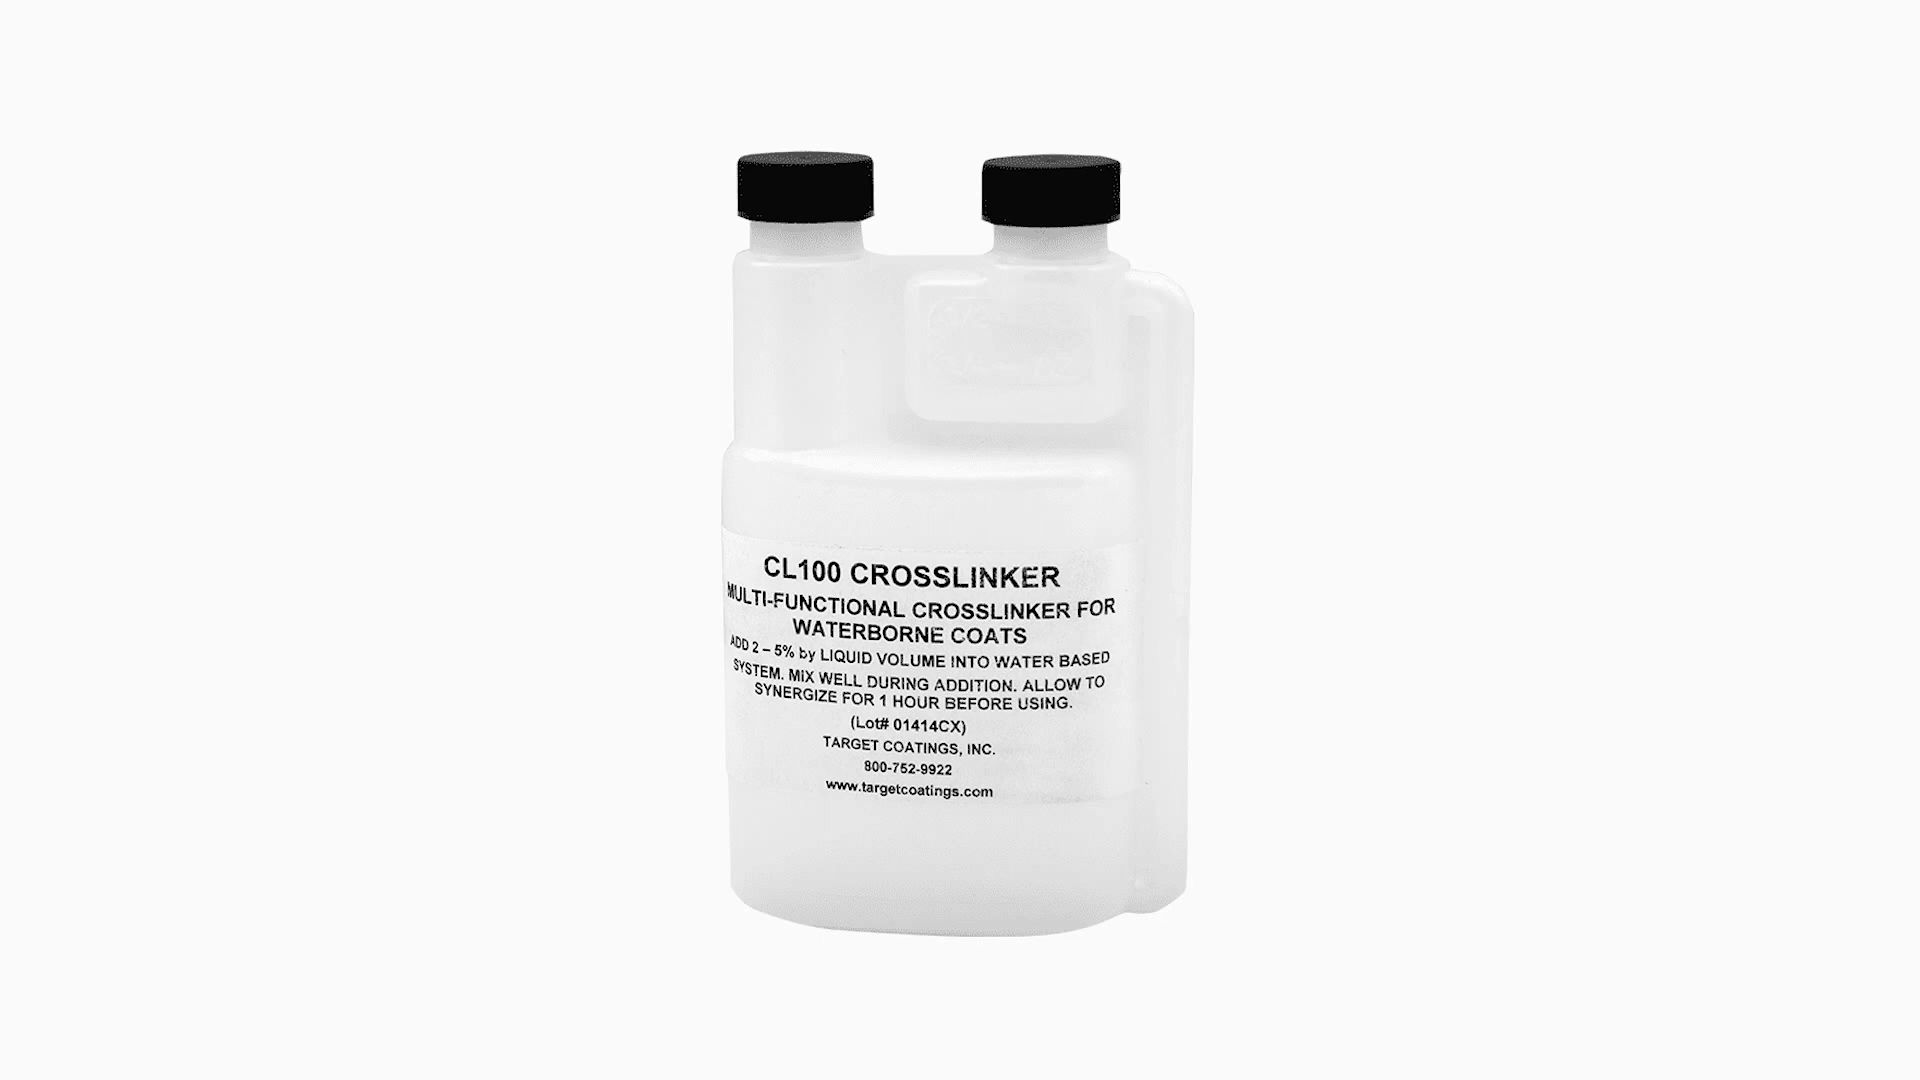 CL100 CROSSLINKER
MULTI-FUNCTIONAL CROSSLINKER FOR
WATERBORNE COATS
ADD 2 – 5% by LIQUID VOLUME INTO WATER BASED
SYSTEM. MiX WELL DURING ADDITION. ALLOW TO
SYNERGIZE FOR 1 HOUR BEFORE USING.
(Lot# 01414CX)
TARGET COATINGS, INC.
800-752-9922
www.targetcoatings.com